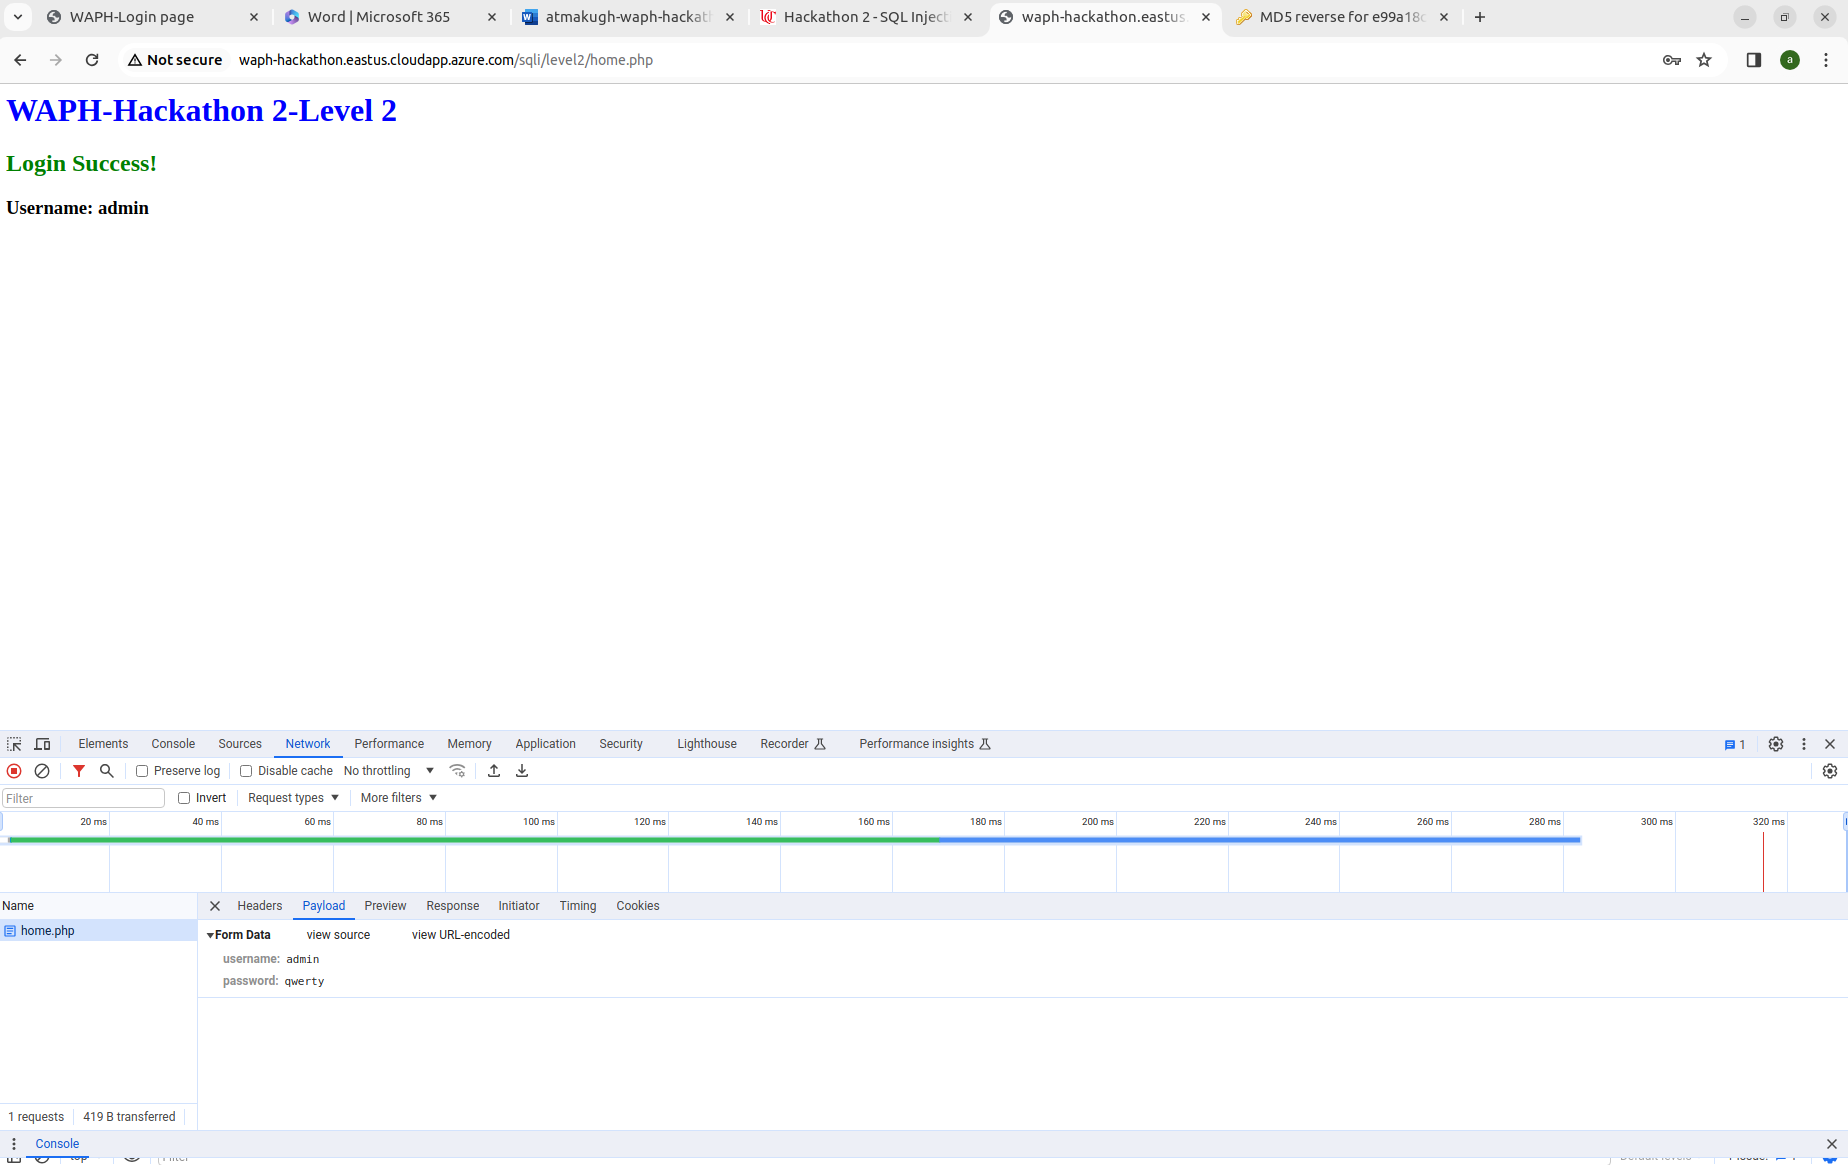 WAPH-Login page
Word | Microsoft 365
atmakugh-waph-hackath
Hackathon 2 - SQL Inject
waph-hackathon.eastus.
MD5 reverse for e99a18c
Not secure waph-hackathon.eastus.cloudapp.azure.com/sqli/level2/home.php
a
WAPH-Hackathon 2-Level 2
Login Success!
Username: admin
Elements Console Sources Network Performance Memory Application Security Lighthouse Recorder Performance insights 1
Preserve log Disable cache No throttling
Filter Invert Request types More filters
20 ms 40 ms 60 ms 80 ms 100 ms 120 ms 140 ms 160 ms 180 ms 200 ms 220 ms 240 ms 260 ms 280 ms 300 ms 320 ms
Name
Headers Payload Preview Response Initiator Timing Cookies
home.php
Form Data view source view URL-encoded
username: admin
password: qwerty
1 requests 419 B transferred
Console
top Filter Default levels